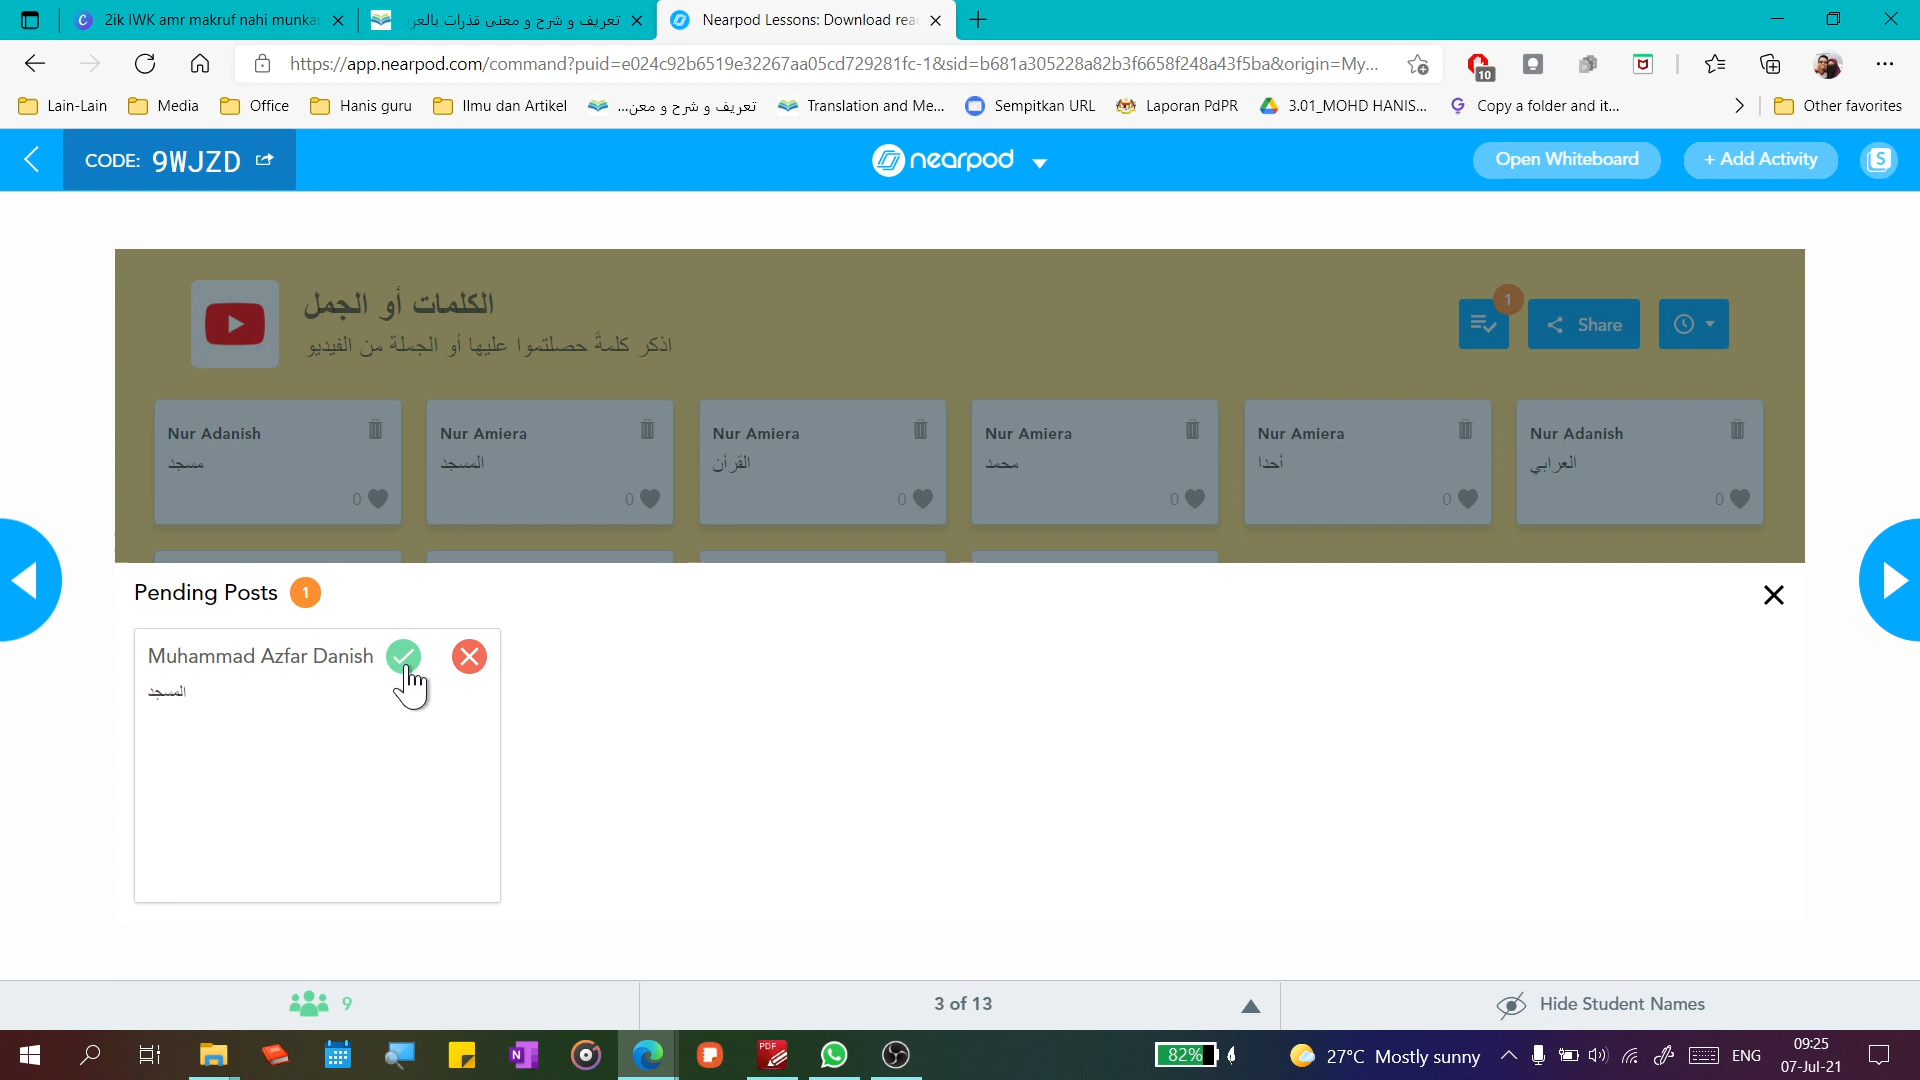 2ik IWK amr makruf nahi munka
تعريف و شرح و معنى قذرات بالعر
Nearpod Lessons: Download rea
https://app.nearpod.com/command?puid=e024c92b6519e32267aa05cd729281fc-1&sid=b681a305228a82b3f6658f248a43f5ba&origin=My...
10
Lain-Lain
Media
Office
Hanis guru
Ilmu dan Artikel
تعريف و شرح و معن...
Translation and Me...
Sempitkan URL
Laporan PdPR
3.01_MOHD HANIS...
Copy a folder and it...
Other favorites
CODE: 9WJZD
nearpod
Open Whiteboard
+ Add Activity
S
الكلمات أو الجمل
اذكر كلمةً حصلتموا عليها أو الجملة من الفيديو
1
Share
Nur Adanish
مسجد
0
Nur Amiera
المسجد
0
Nur Amiera
القرآن
0
Nur Amiera
محمد
0
Nur Amiera
أحدا
0
Nur Adanish
العرابي
0
Pending Posts 1
Muhammad Azfar Danish
المسجد
9
3 of 13
Hide Student Names
82%
27°C Mostly sunny
ENG
09:25
07-Jul-21